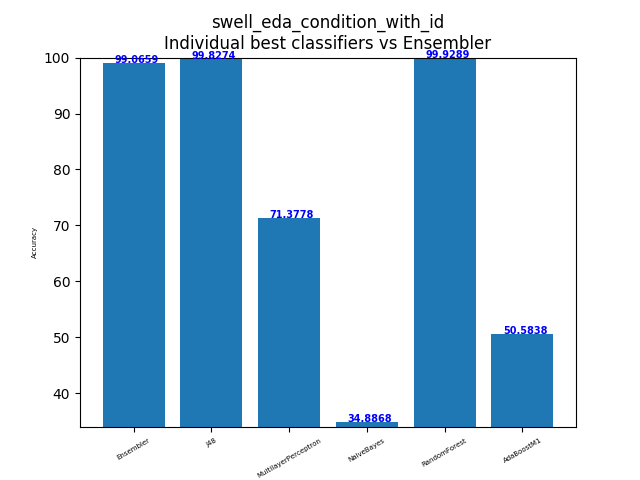 swell_eda_condition_with_id
Individual best classifiers vs Ensembler
100
90
80
70
60
50
40
Accuracy
99.0659
99.8274
71.3778
34.8868
99.9289
50.5838
Ensembler
J48
MultilayerPerceptron
NaiveBayes
RandomForest
AdaBoostM1